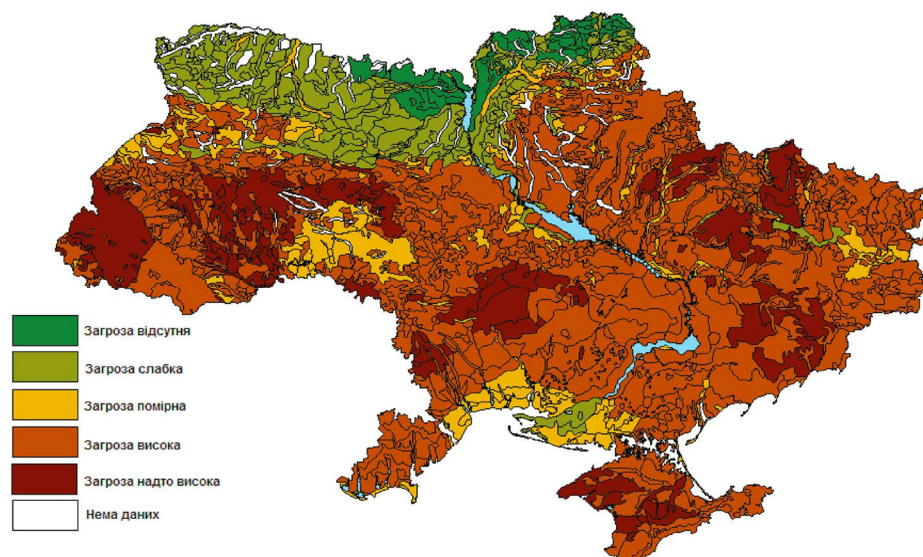 Загроза відсутня
Загроза слабка
Загроза помірна
Загроза висока
Загроза надто висока
Нема даних